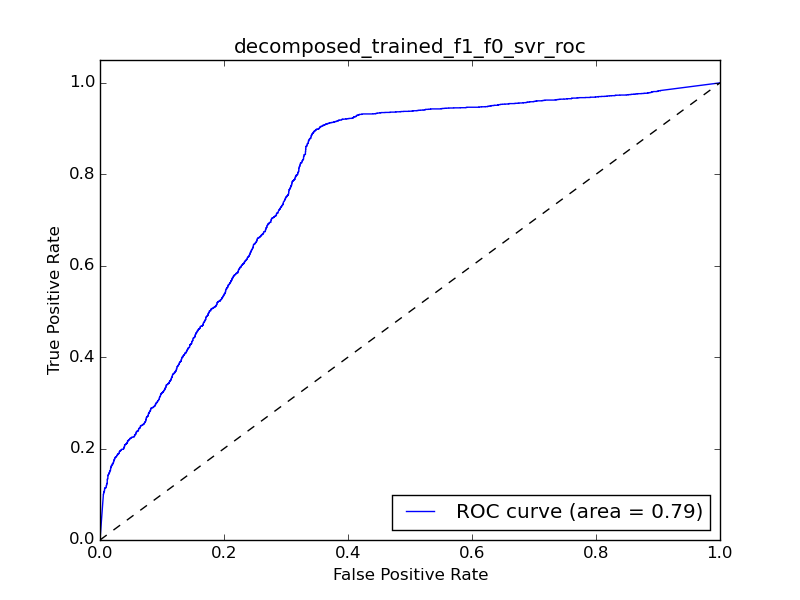 decomposed_trained_f1_f0_svr_roc
True Positive Rate
1.0
0.8
0.6
0.4
0.2
0.0
0.0 0.2 0.4 0.6 0.8 1.0
False Positive Rate
ROC curve (area = 0.79)